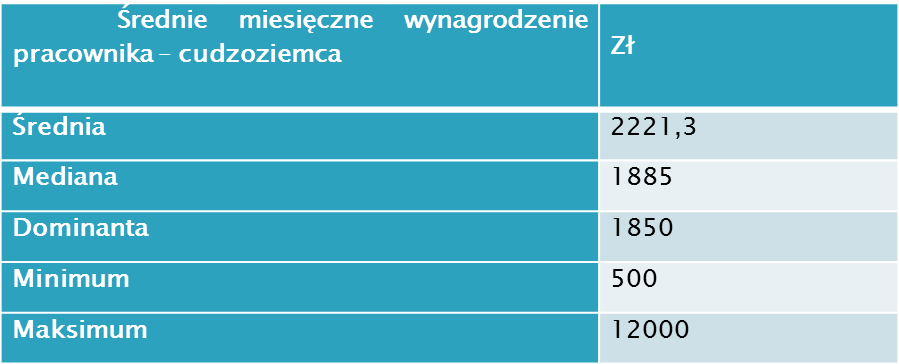 Średnie miesięczne wynagrodzenie
pracownika – cudzoziemca
Zł
Średnia
2221,3
Mediana
1885
Dominanta
1850
Minimum
500
Maksimum
12000